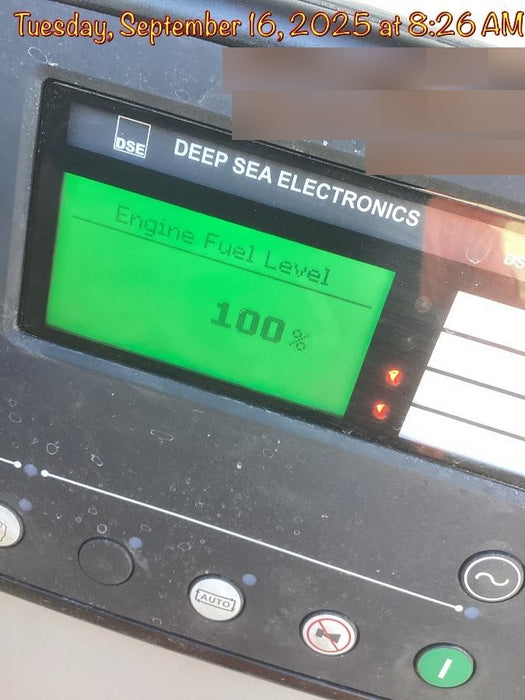 Tuesday, September 16, 2025 at 8:26 AM
DSE
DEEP SEA ELECTRONICS
Engine Fuel Level
100 %
AUTO